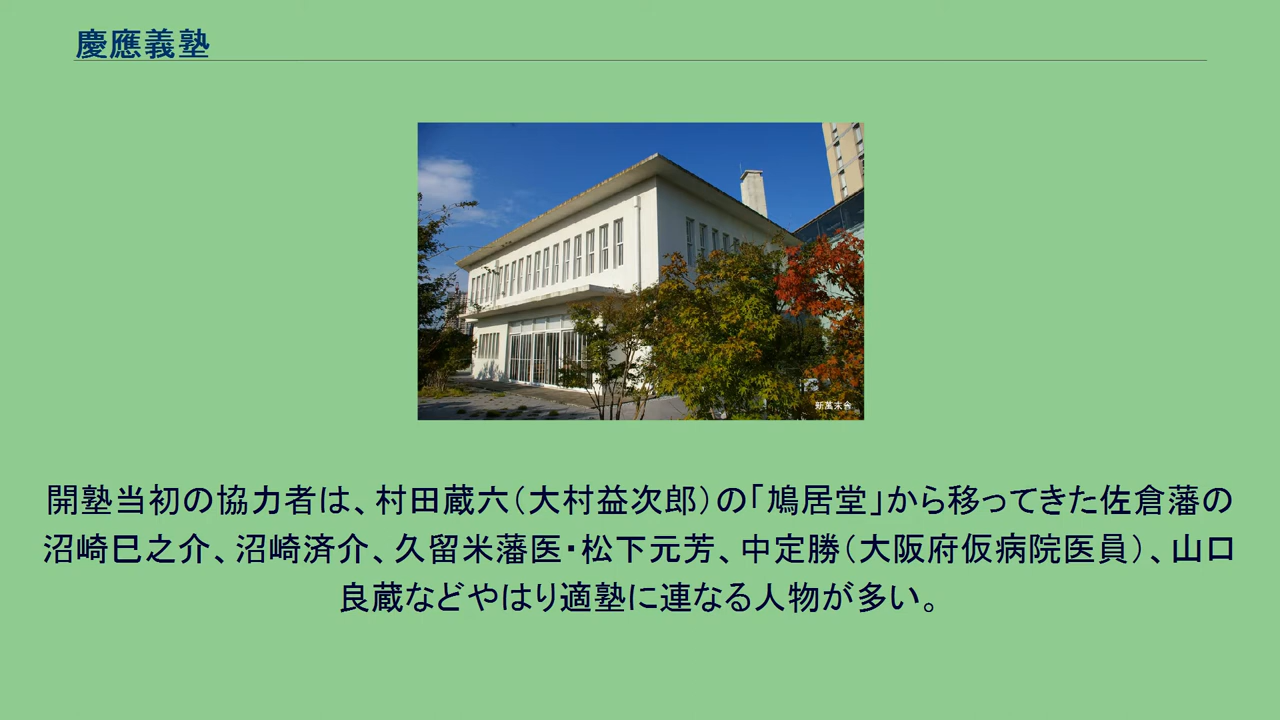 慶應義塾
新萬来舎
開塾当初の協力者は、村田蔵六（大村益次郎）の「鳩居堂」から移ってきた佐倉藩の
沼崎巳之介、沼崎済介、久留米藩医・松下元芳、中定勝（大阪府仮病院医員）、山口
良蔵などやはり適塾に連なる人物が多い。